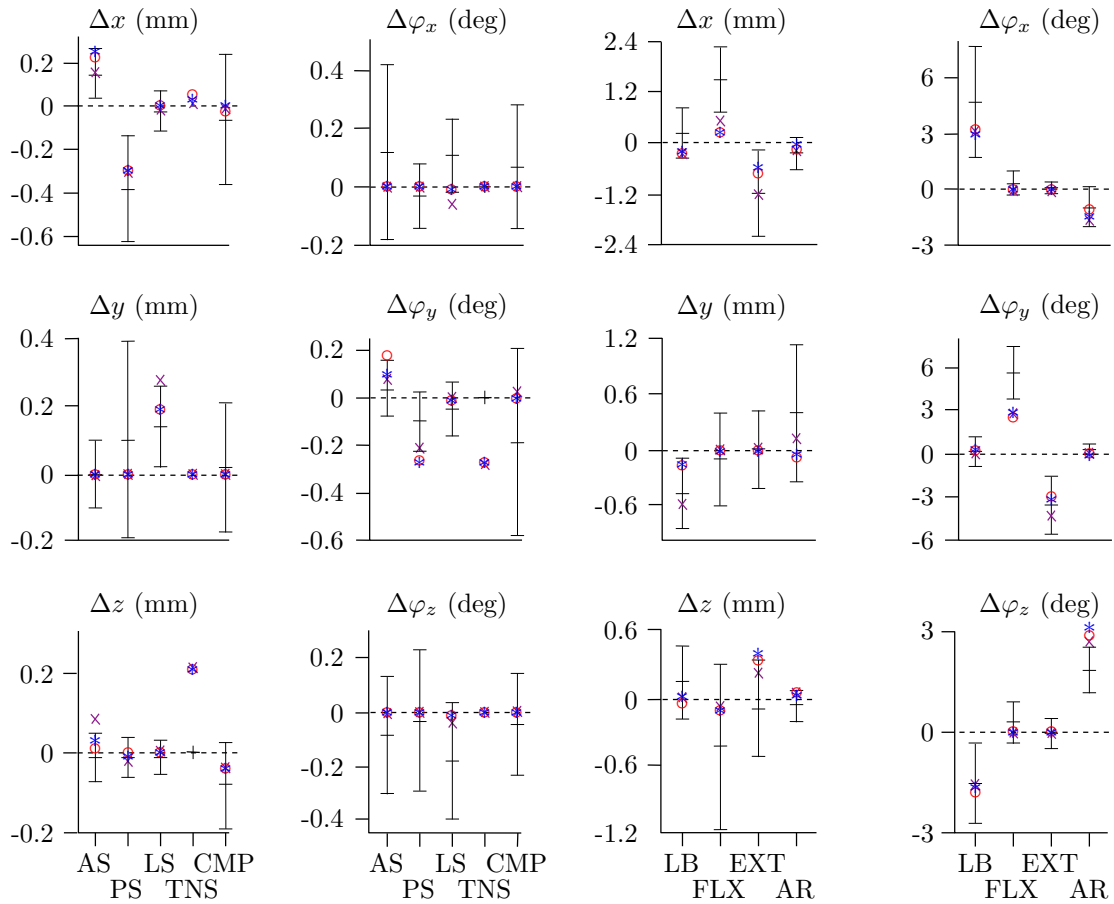 Δx (mm)
Δφx (deg)
Δx (mm)
Δφx (deg)
0.2
0
-0.2
-0.4
-0.6
0.4
0.2
0
-0.2
2.4
1.2
0
-1.2
-2.4
6
3
0
-3
Δy (mm)
Δφy (deg)
Δy (mm)
Δφy (deg)
0.4
0.2
0
-0.2
0.2
0
-0.2
-0.4
-0.6
1.2
0.6
0
-0.6
6
3
0
-3
-6
Δz (mm)
Δφz (deg)
Δz (mm)
Δφz (deg)
0.2
0
-0.2
0.2
0
-0.2
-0.4
0.6
0
-0.6
-1.2
3
0
-3
AS LS CMP
PS TNS
AS LS CMP
PS TNS
LB EXT
FLX AR
LB EXT
FLX AR